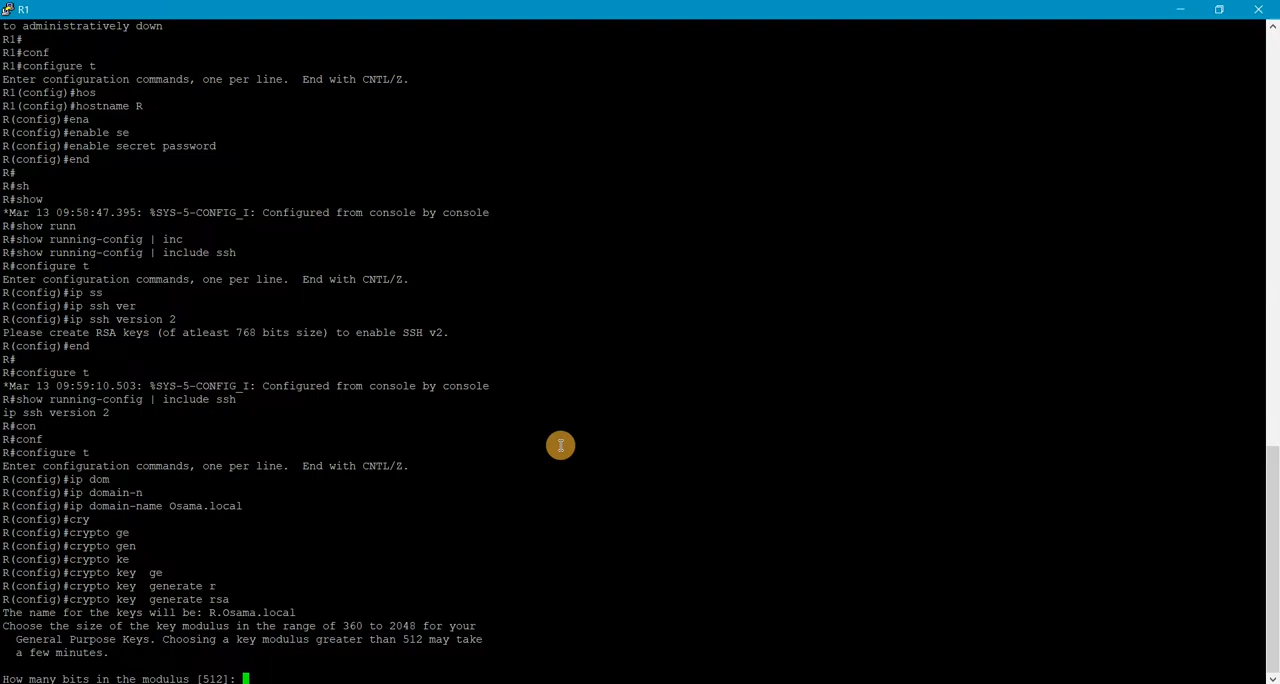 R1
to administratively down
R1#
R1#conf
R1#configure t
Enter configuration commands, one per line.  End with CNTL/Z.
R1(config)#hos
R1(config)#hostname R
R(config)#ena
R(config)#enable se
R(config)#enable secret password
R(config)#end
R#
R#sh
R#show
*Mar 13 09:58:47.395: %SYS-5-CONFIG_I: Configured from console by console
R#show runn
R#show running-config | inc
R#show running-config | include ssh
R#configure t
Enter configuration commands, one per line.  End with CNTL/Z.
R(config)#ip ss
R(config)#ip ssh ver
R(config)#ip ssh version 2
Please create RSA keys (of atleast 768 bits size) to enable SSH v2.
R(config)#end
R#
R#configure t
*Mar 13 09:59:10.503: %SYS-5-CONFIG_I: Configured from console by console
R#show running-config | include ssh
ip ssh version 2
R#con
R#conf
R#configure t
Enter configuration commands, one per line.  End with CNTL/Z.
R(config)#ip dom
R(config)#ip domain-n
R(config)#ip domain-name Osama.local
R(config)#cry
R(config)#crypto ge
R(config)#crypto gen
R(config)#crypto ke
R(config)#crypto key  ge
R(config)#crypto key  generate r
R(config)#crypto key  generate rsa
The name for the keys will be: R.Osama.local
Choose the size of the key modulus in the range of 360 to 2048 for your
  General Purpose Keys. Choosing a key modulus greater than 512 may take
  a few minutes.
How many bits in the modulus [512]: